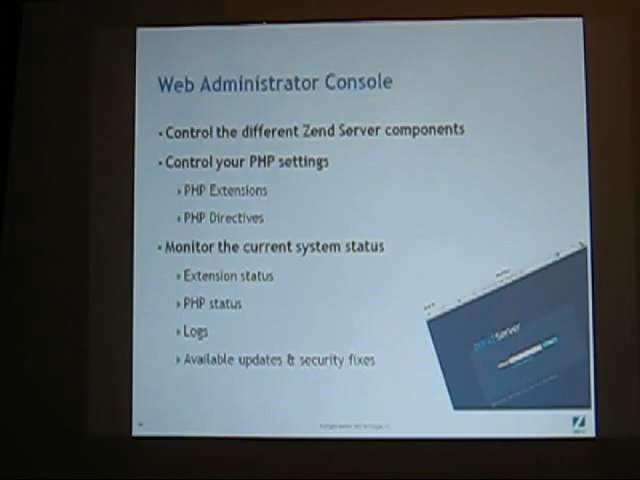 Web Administrator Console
• Control the different Zend Server components
• Control your PHP settings
› PHP Extensions
› PHP Directives
• Monitor the current system status
› Extension status
› PHP status
› Logs
› Available updates & security fixes
zendserver